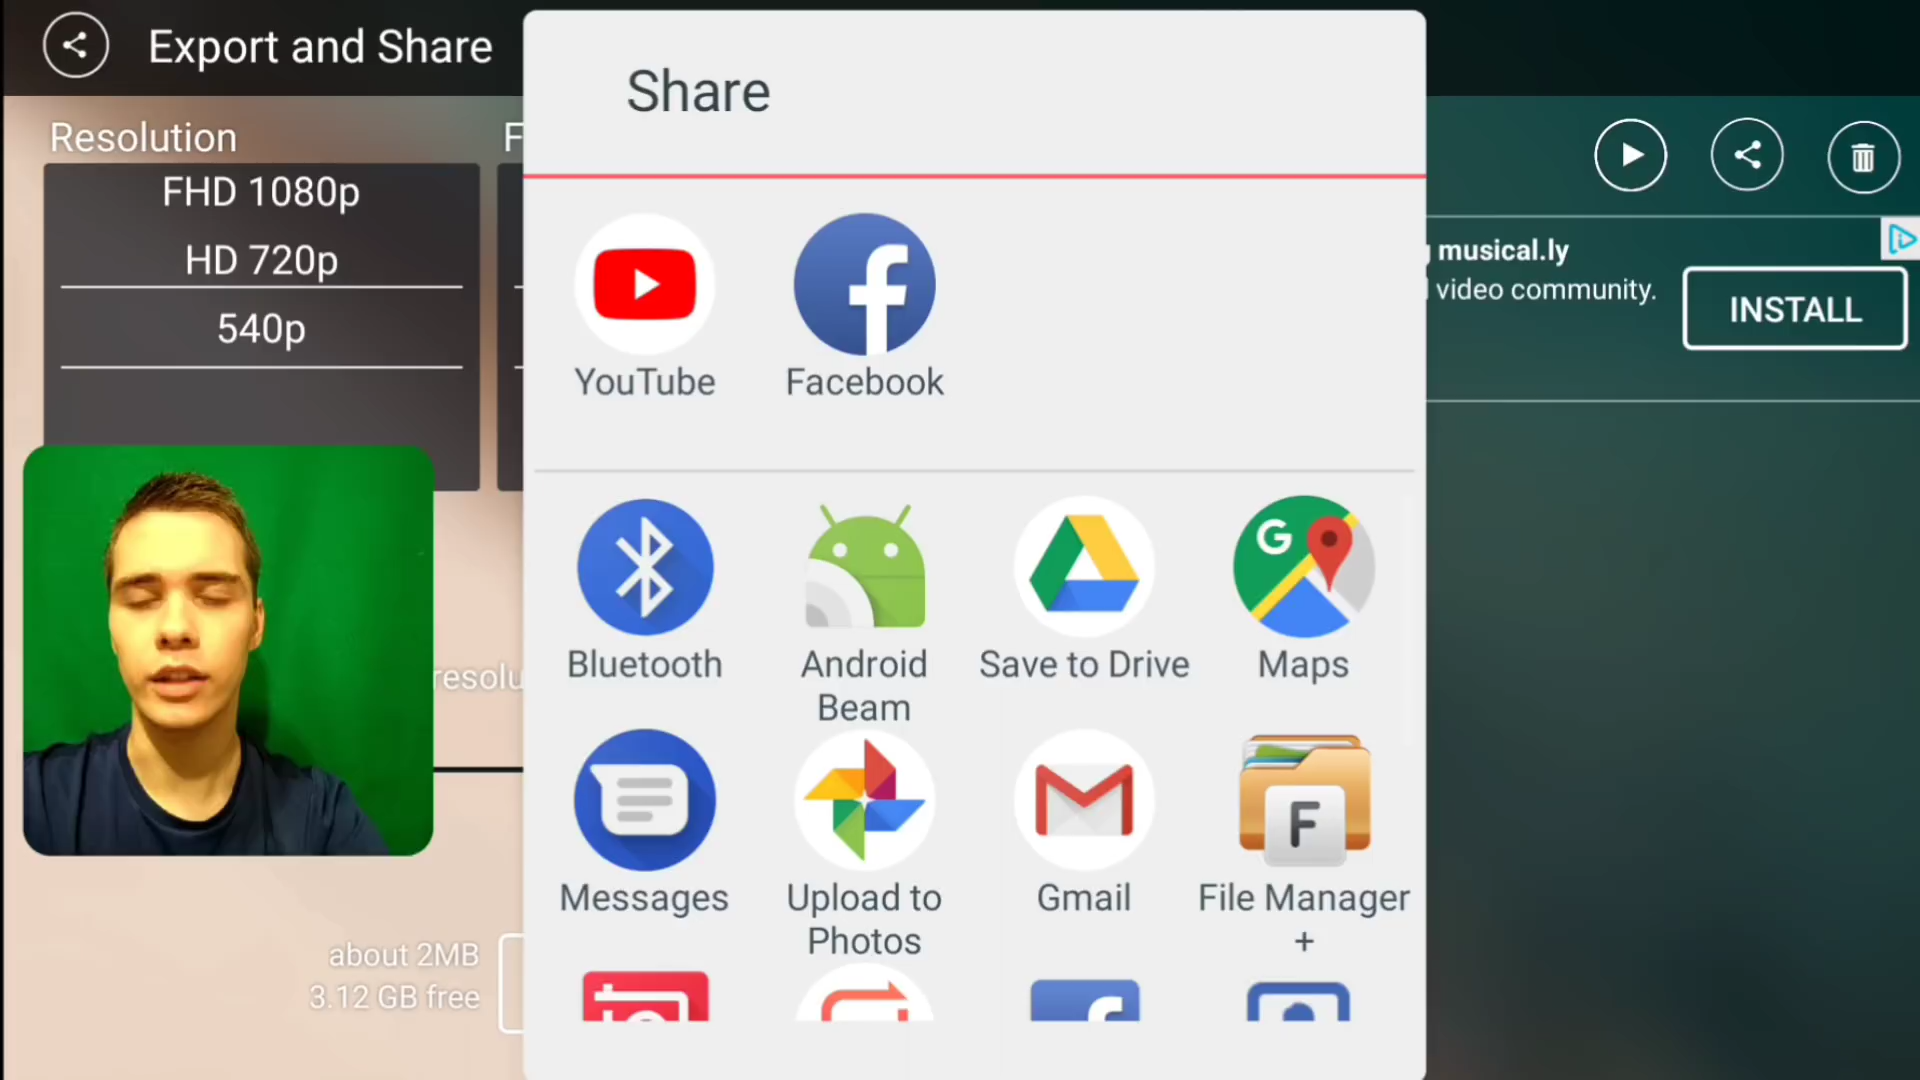 Export and Share
Share
Resolution
F
FHD 1080p
HD 720p
540p
YouTube
Facebook
musical.ly
video community.
INSTALL
Bluetooth
Android
Beam
Save to Drive
Maps
G
resolu
Messages
Upload to
Photos
Gmail
File Manager
+
F
about 2MB
3.12 GB free